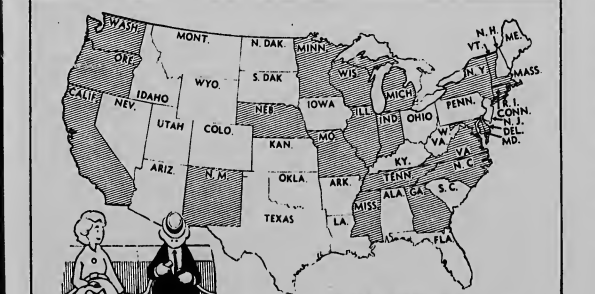 WASH.
MONT.
N. DAK.
MINN.
N. H.
VT.
ME.
ORE.
IDAHO
WYO.
S. DAK
WIS.
MICH
N. Y.
MASS.
CALIF.
NEV.
UTAH
COLO.
NEB.
IOWA
ILL.
IND.
OHIO
PENN.
R. I.
CONN.
N. J.
DEL.
MD.
KAN.
MO.
W. VA.
VA.
KY.
N. C.
ARIZ.
N. M.
OKLA.
ARK.
TENN.
S. C.
TEXAS
LA.
MISS.
ALA.
GA.
FLA.